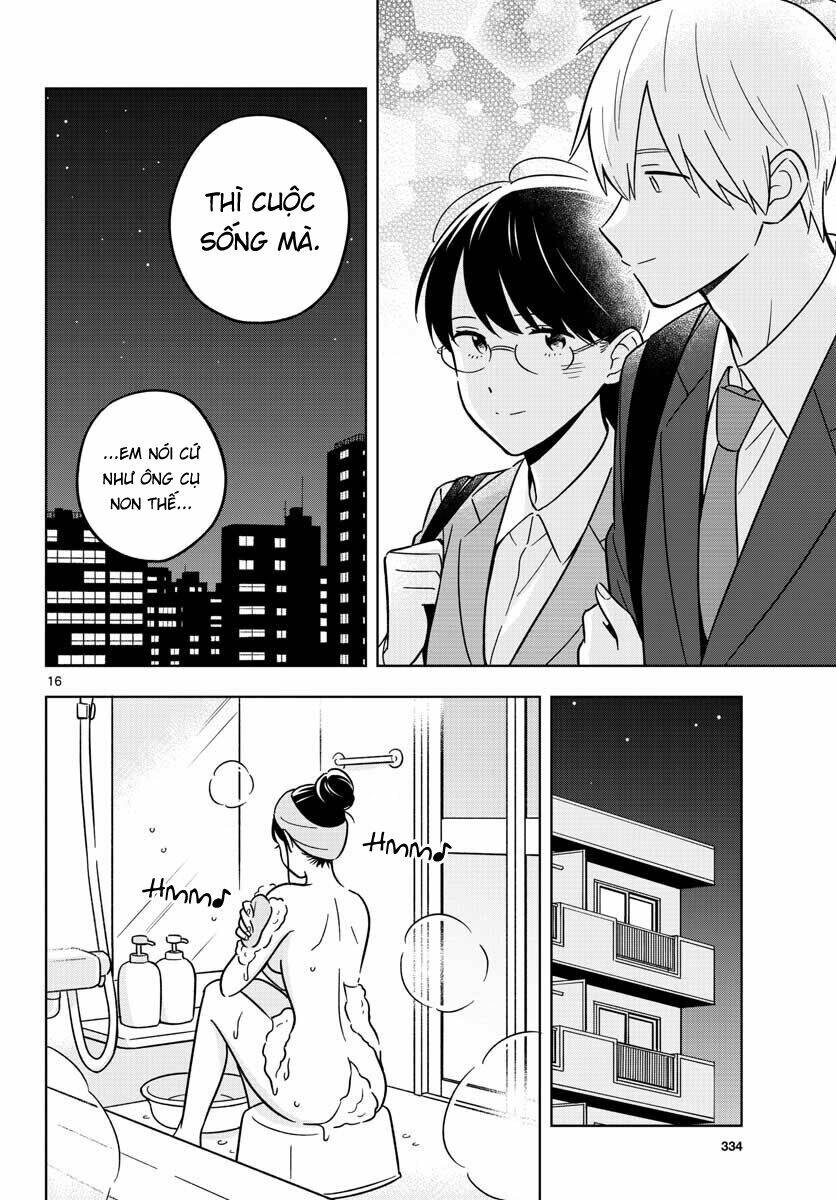 THÌ CUỘC
SỐNG MÀ.
...EM NÓI CỨ
NHƯ ÔNG CỤ
NON THẾ...
16
HMM♪
HMM♪
334